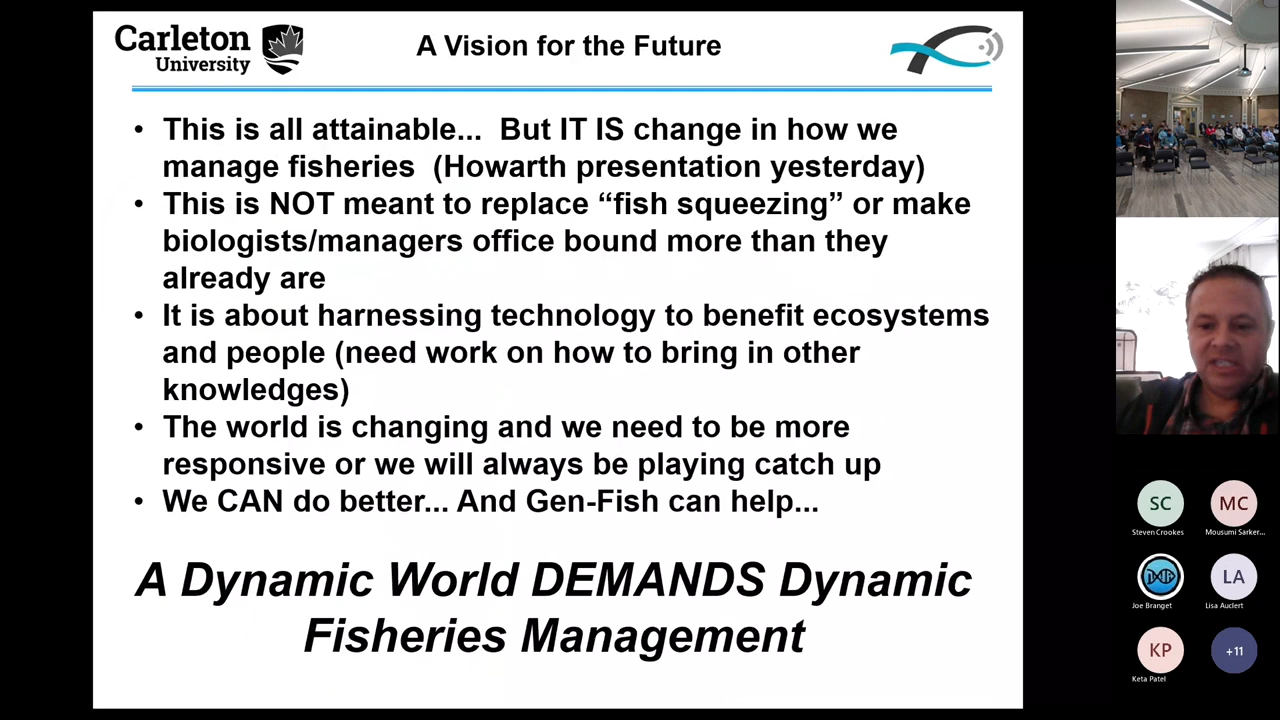 Carleton
University
A Vision for the Future
• This is all attainable... But IT IS change in how we
manage fisheries (Howarth presentation yesterday)
• This is NOT meant to replace “fish squeezing” or make
biologists/managers office bound more than they
already are
• It is about harnessing technology to benefit ecosystems
and people (need work on how to bring in other
knowledges)
• The world is changing and we need to be more
responsive or we will always be playing catch up
• We CAN do better... And Gen-Fish can help...
A Dynamic World DEMANDS Dynamic
Fisheries Management
SC
MC
Steven Crookes
Mousumi Sarker...
Joe Branget
LA
Lisa Auclert
KP
+11
Keta Patel